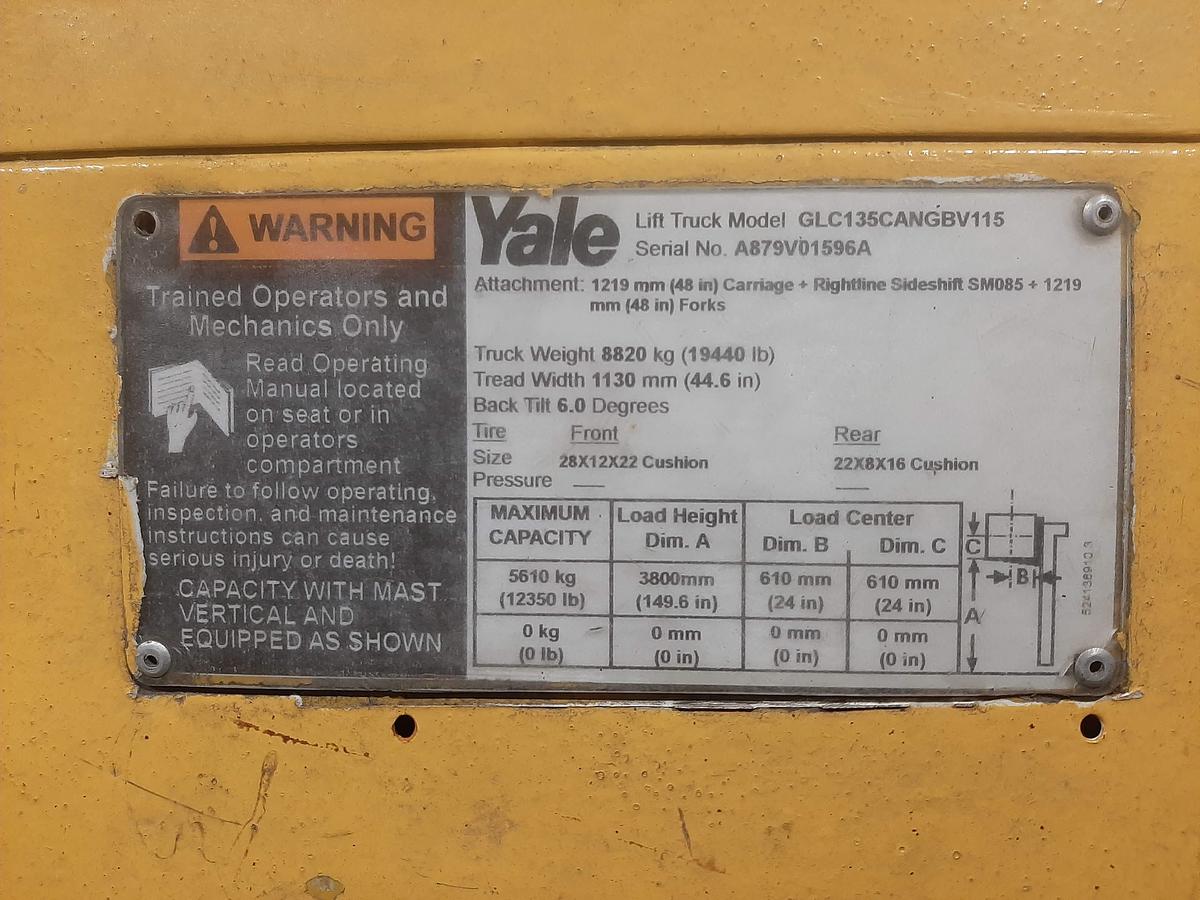 WARNING
Trained Operators and
Mechanics Only
Read Operating
Manual located
on seat or in
operators
compartment
Failure to follow operating,
inspection, and maintenance
instructions can cause
serious injury or death!
CAPACITY WITH MAST
VERTICAL AND
EQUIPPED AS SHOWN
Yale
Lift Truck Model GLC135CANGBV115
Serial No. A879V01596A
Attachment: 1219 mm (48 in) Carriage + Rightline Sideshift SM085 + 1219
mm (48 in) Forks
Truck Weight 8820 kg (19440 lb)
Tread Width 1130 mm (44.6 in)
Back Tilt 6.0 Degrees
Tire Front Rear
Size 28X12X22 Cushion 22X8X16 Cushion
Pressure
MAXIMUM CAPACITY Load Height Dim. A Load Center Dim. B Dim. C
5610 kg 3800mm 610 mm 610 mm
(12350 lb) (149.6 in) (24 in) (24 in)
0 kg 0 mm 0 mm 0 mm
(0 lb) (0 in) (0 in) (0 in)
C
B
A
524138910 3